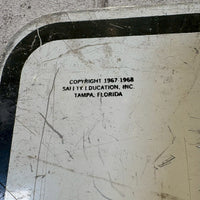 COPYRIGHT 1967-1968
SAFETY EDUCATION, INC.
TAMPA, FLORIDA